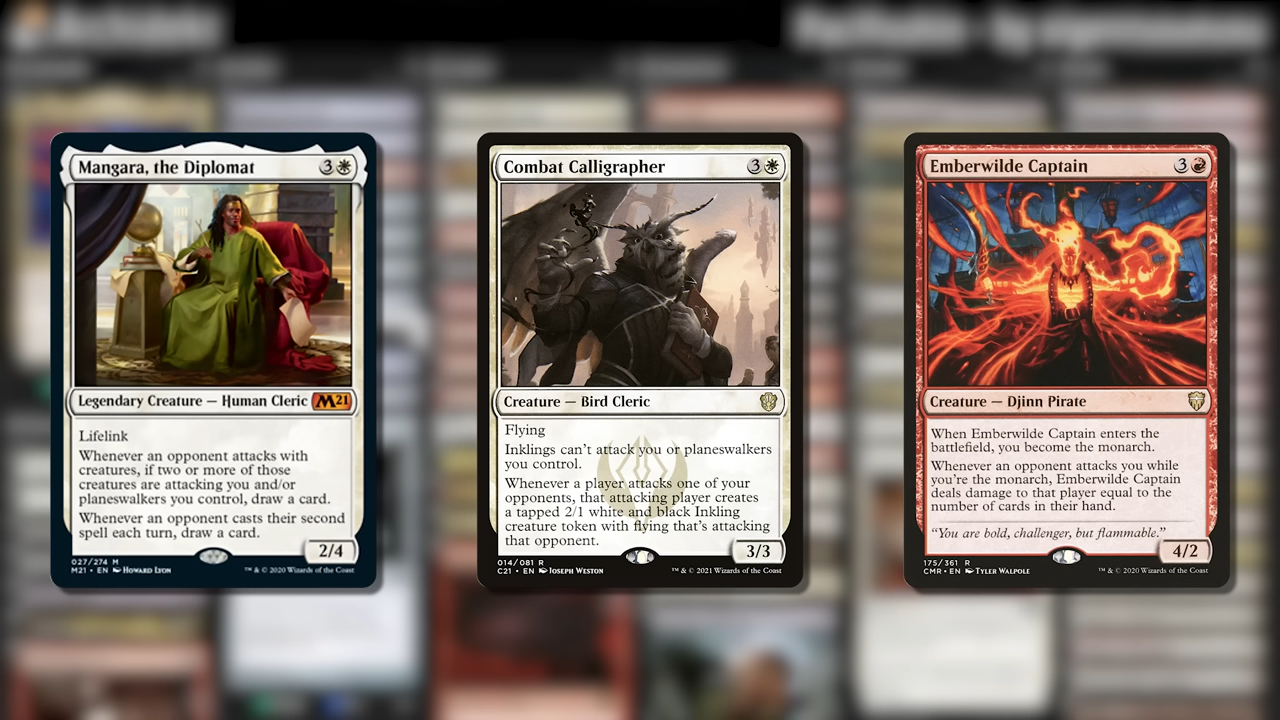 Mangara, the Diplomat 3
Legendary Creature — Human Cleric M21
Lifelink
Whenever an opponent attacks with
creatures, if two or more of those
creatures are attacking you and/or
planeswalkers you control, draw a card.
Whenever an opponent casts their second
spell each turn, draw a card.
2/4
027/274 M
M21 • EN Howard Lyon
™ & © 2020 Wizards of the Coast
Combat Calligrapher 3
Creature — Bird Cleric
Flying
Inklings can't attack you or planeswalkers
you control.
Whenever a player attacks one of your
opponents, that attacking player creates
a tapped 2/1 white and black Inkling
creature token with flying that's attacking
that opponent.
3/3
014/081 R
C21 • EN Joseph Weston
™ & © 2021 Wizards of the Coast
Emberwilde Captain 3
Creature — Djinn Pirate
When Emberwilde Captain enters the
battlefield, you become the monarch.
Whenever an opponent attacks you while
you're the monarch, Emberwilde Captain
deals damage to that player equal to the
number of cards in their hand.
"You are bold, challenger, but flammable."
4/2
175/361 R
CMR • EN Tyler Walpole
™ & © 2020 Wizards of the Coast